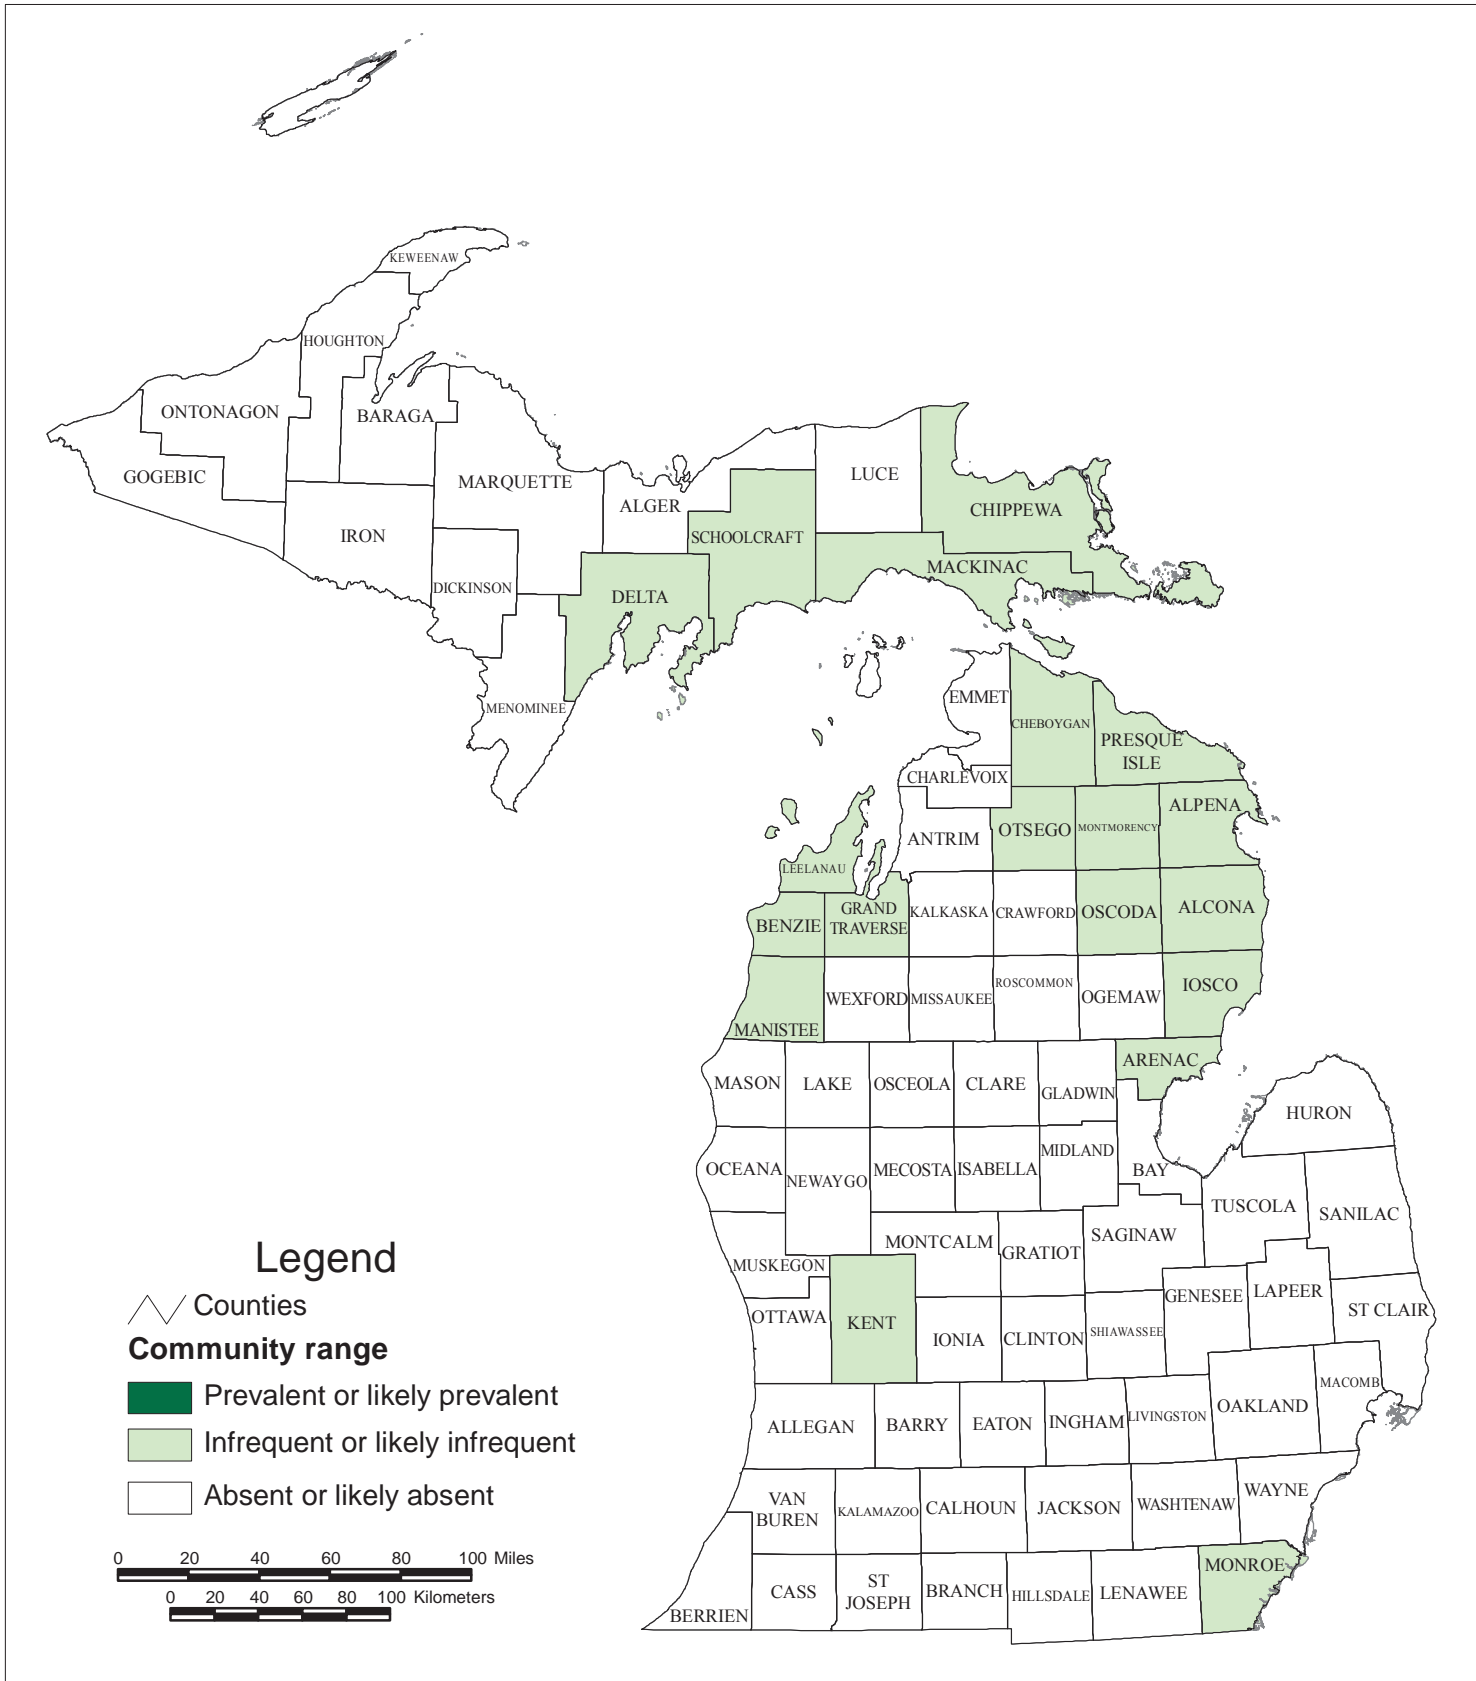 KEWEENAW
HOUGHTON
ONTONAGON
BARAGA
GOGEBIC
MARQUETTE
LUCE
ALGER
CHIPPEWA
IRON
SCHOOLCRAFT
MACKINAC
DICKINSON
DELTA
MENOMINEE
EMMET
CHEBOYGAN
PRESQUE
ISLE
CHARLEVOIX
ALPENA
ANTRIM
OTSEGO
MONTMORENCY
LEELANAU
BENZIE
GRAND
TRAVERSE
KALKASKA
CRAWFORD
OSCODA
ALCONA
MANISTEE
WEXFORD
MISSAUKEE
ROSCOMMON
OGEMAW
IOSCO
ARENAC
MASON
LAKE
OSCEOLA
CLARE
GLADWIN
HURON
OCEANA
NEWAYGO
MECOSTA
ISABELLA
MIDLAND
BAY
TUSCOLA
SANILAC
MUSKEGON
MONTCALM
GRATIOT
SAGINAW
GENESEE
LAPEER
ST CLAIR
OTTAWA
KENT
IONIA
CLINTON
SHIAWASSEE
ALLEGAN
BARRY
EATON
INGHAM
LIVINGSTON
OAKLAND
MACOMB
VAN
BUREN
KALAMAZOO
CALHOUN
JACKSON
WASHTENAW
WAYNE
BERRIEN
CASS
ST
JOSEPH
BRANCH
HILLSDALE
LENAWEE
MONROE
Legend
Counties
Community range
Prevalent or likely prevalent
Infrequent or likely infrequent
Absent or likely absent
0 20 40 60 80 100 Miles
0 20 40 60 80 100 Kilometers